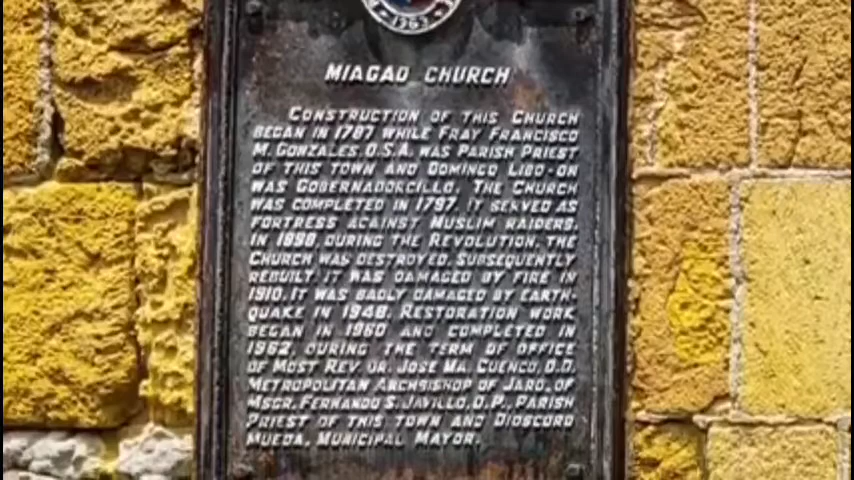 1963
MIAGAO CHURCH
CONSTRUCTION OF THIS CHURCH
BEGAN IN 1787 WHILE FRAY FRANCISCO
M. GONZALES, O.S.A. WAS PARISH PRIEST
OF THIS TOWN AND DOMINGO LIBO-ON
WAS GOBERNADORCILLO. THE CHURCH
WAS COMPLETED IN 1797. IT SERVED AS
FORTRESS AGAINST MUSLIM RAIDERS.
IN 1898, DURING THE REVOLUTION, THE
CHURCH WAS DESTROYED. SUBSEQUENTLY
REBUILT, IT WAS DAMAGED BY FIRE IN
1910. IT WAS BADLY DAMAGED BY EARTH-
QUAKE IN 1948. RESTORATION WORK
BEGAN IN 1960 AND COMPLETED IN
1962, DURING THE TERM OF OFFICE
OF MOST REV. DR. JOSE MA. CUENCO, D.D.
METROPOLITAN ARCHBISHOP OF JARO, OF
MSGR. FERNANDO S. JAVILLO, D.P., PARISH
PRIEST OF THIS TOWN AND DIOSCORO
MUEDA, MUNICIPAL MAYOR.